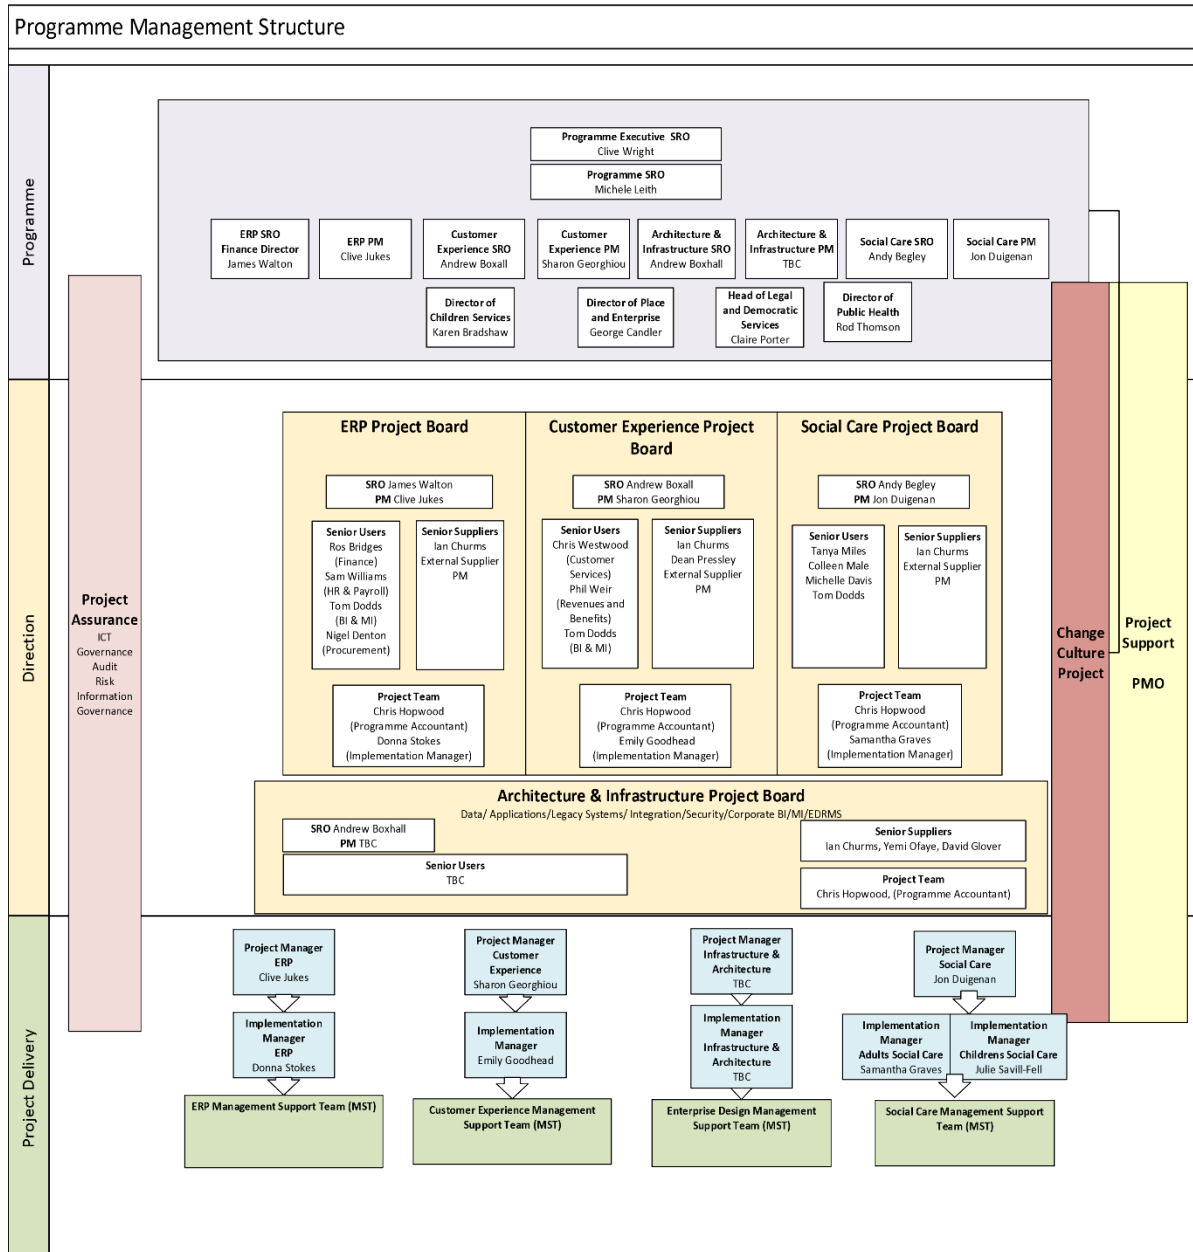 Programme Management Structure
Programme
Programme Executive SRO
Clive Wright
Programme SRO
Michele Leith
ERP SRO
Finance Director
James Walton
ERP PM
Clive Jukes
Customer
Experience SRO
Andrew Boxall
Customer
Experience PM
Sharon Georghiou
Architecture &
Infrastructure SRO
Andrew Boxhall
Architecture &
Infrastructure PM
TBC
Social Care SRO
Andy Begley
Social Care PM
Jon Duigenan
Director of
Children Services
Karen Bradshaw
Director of Place
and Enterprise
George Candler
Head of Legal
and Democratic
Services
Claire Porter
Director of
Public Health
Rod Thomson
Project
Assurance
ICT
Governance
Audit
Risk
Information
Governance
Direction
ERP Project Board
SRO James Walton
PM Clive Jukes
Senior Users
Ros Bridges
(Finance)
Sam Williams
(HR & Payroll)
Tom Dodds
(BI & MI)
Nigel Denton
(Procurement)
Senior Suppliers
Ian Churms
External Supplier
PM
Project Team
Chris Hopwood
(Programme Accountant)
Donna Stokes
(Implementation Manager)
Customer Experience Project
Board
SRO Andrew Boxall
PM Sharon Georghiou
Senior Users
Chris Westwood
(Customer
Services)
Phil Weir
(Revenues and
Benefits)
Tom Dodds
(BI & MI)
Senior Suppliers
Ian Churms
Dean Pressley
External Supplier
PM
Project Team
Chris Hopwood
(Programme Accountant)
Emily Goodhead
(Implementation Manager)
Social Care Project Board
SRO Andy Begley
PM Jon Duigenan
Senior Users
Tanya Miles
Colleen Male
Michelle Davis
Tom Dodds
Senior Suppliers
Ian Churms
External Supplier
PM
Project Team
Chris Hopwood
(Programme Accountant)
Samantha Graves
(Implementation Manager)
Change
Culture
Project
Project
Support
PMO
Architecture & Infrastructure Project Board
Data/ Applications/Legacy Systems/ Integration/Security/Corporate BI/MI/EDRMS
SRO Andrew Boxhall
PM TBC
Senior Users
TBC
Senior Suppliers
Ian Churms, Yemi Ofaye, David Glover
Project Team
Chris Hopwood, (Programme Accountant)
Project Delivery
Project Manager
ERP
Clive Jukes
Implementation
Manager
ERP
Donna Stokes
ERP Management Support Team (MST)
Project Manager
Customer
Experience
Sharon Georghiou
Implementation
Manager
Emily Goodhead
Customer Experience Management
Support Team (MST)
Project Manager
Infrastructure &
Architecture
TBC
Implementation
Manager
Infrastructure &
Architecture
TBC
Enterprise Design Management
Support Team (MST)
Project Manager
Social Care
Jon Duigenan
Implementation
Manager
Adults Social Care
Samantha Graves
Implementation
Manager
Childrens Social Care
Julie Savill-Fell
Social Care Management Support
Team (MST)